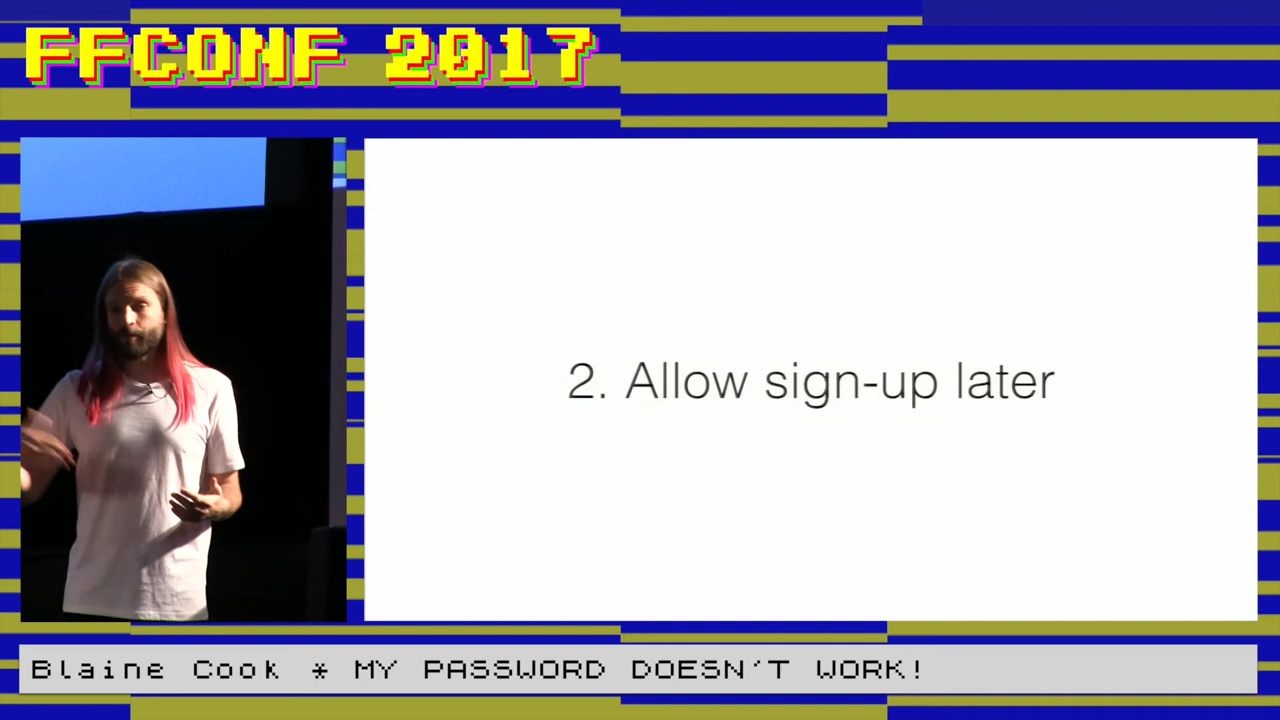 FFCONF 2017
2. Allow sign-up later
Blaine Cook * MY PASSWORD DOESN'T WORK!